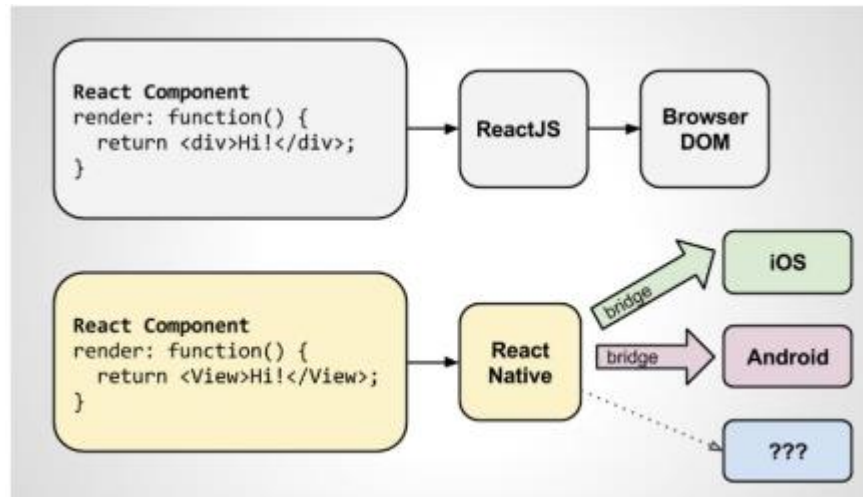 React Component
render: function() {
  return <div>Hi!</div>;
}
ReactJS
Browser
DOM
React Component
render: function() {
  return <View>Hi!</View>;
}
React
Native
bridge
iOS
bridge
Android
???